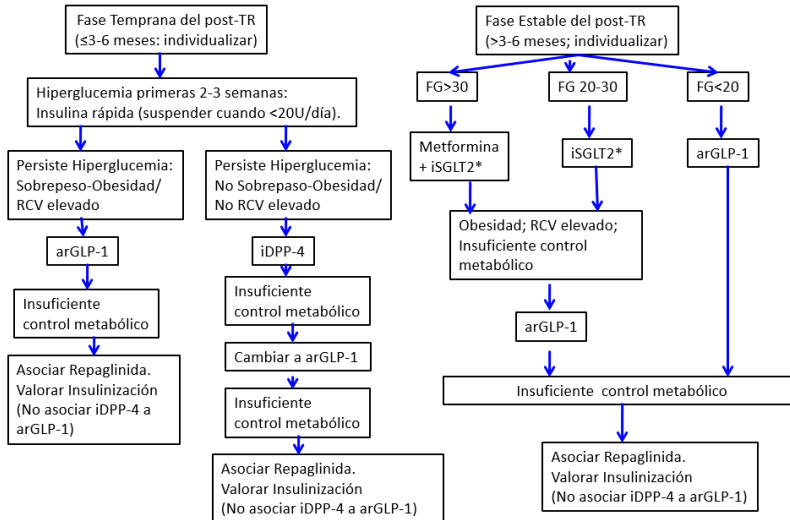 Fase Temprana del post-TR
(≤3-6 meses: individualizar)
Hiperglucemia primeras 2-3 semanas:
Insulina rápida (suspender cuando <20U/día).
Persiste Hiperglucemia:
Sobrepeso-Obesidad/
RCV elevado
arGLP-1
Insuficiente
control metabólico
Asociar Repaglinida.
Valorar Insulinización
(No asociar iDPP-4 a
arGLP-1)
Persiste Hiperglucemia:
No Sobrepaso-Obesidad/
No RCV elevado
iDPP-4
Insuficiente
control metabólico
Cambiar a arGLP-1
Insuficiente
control metabólico
Asociar Repaglinida.
Valorar Insulinización
(No asociar iDPP-4 a arGLP-1)
Fase Estable del post-TR
(>3-6 meses; individualizar)
FG>30
FG 20-30
FG<20
Metformina
+ iSGLT2*
iSGLT2*
arGLP-1
Obesidad; RCV elevado;
Insuficiente control
metabólico
arGLP-1
Insuficiente control metabólico
Asociar Repaglinida.
Valorar Insulinización
(No asociar iDPP-4 a arGLP-1)